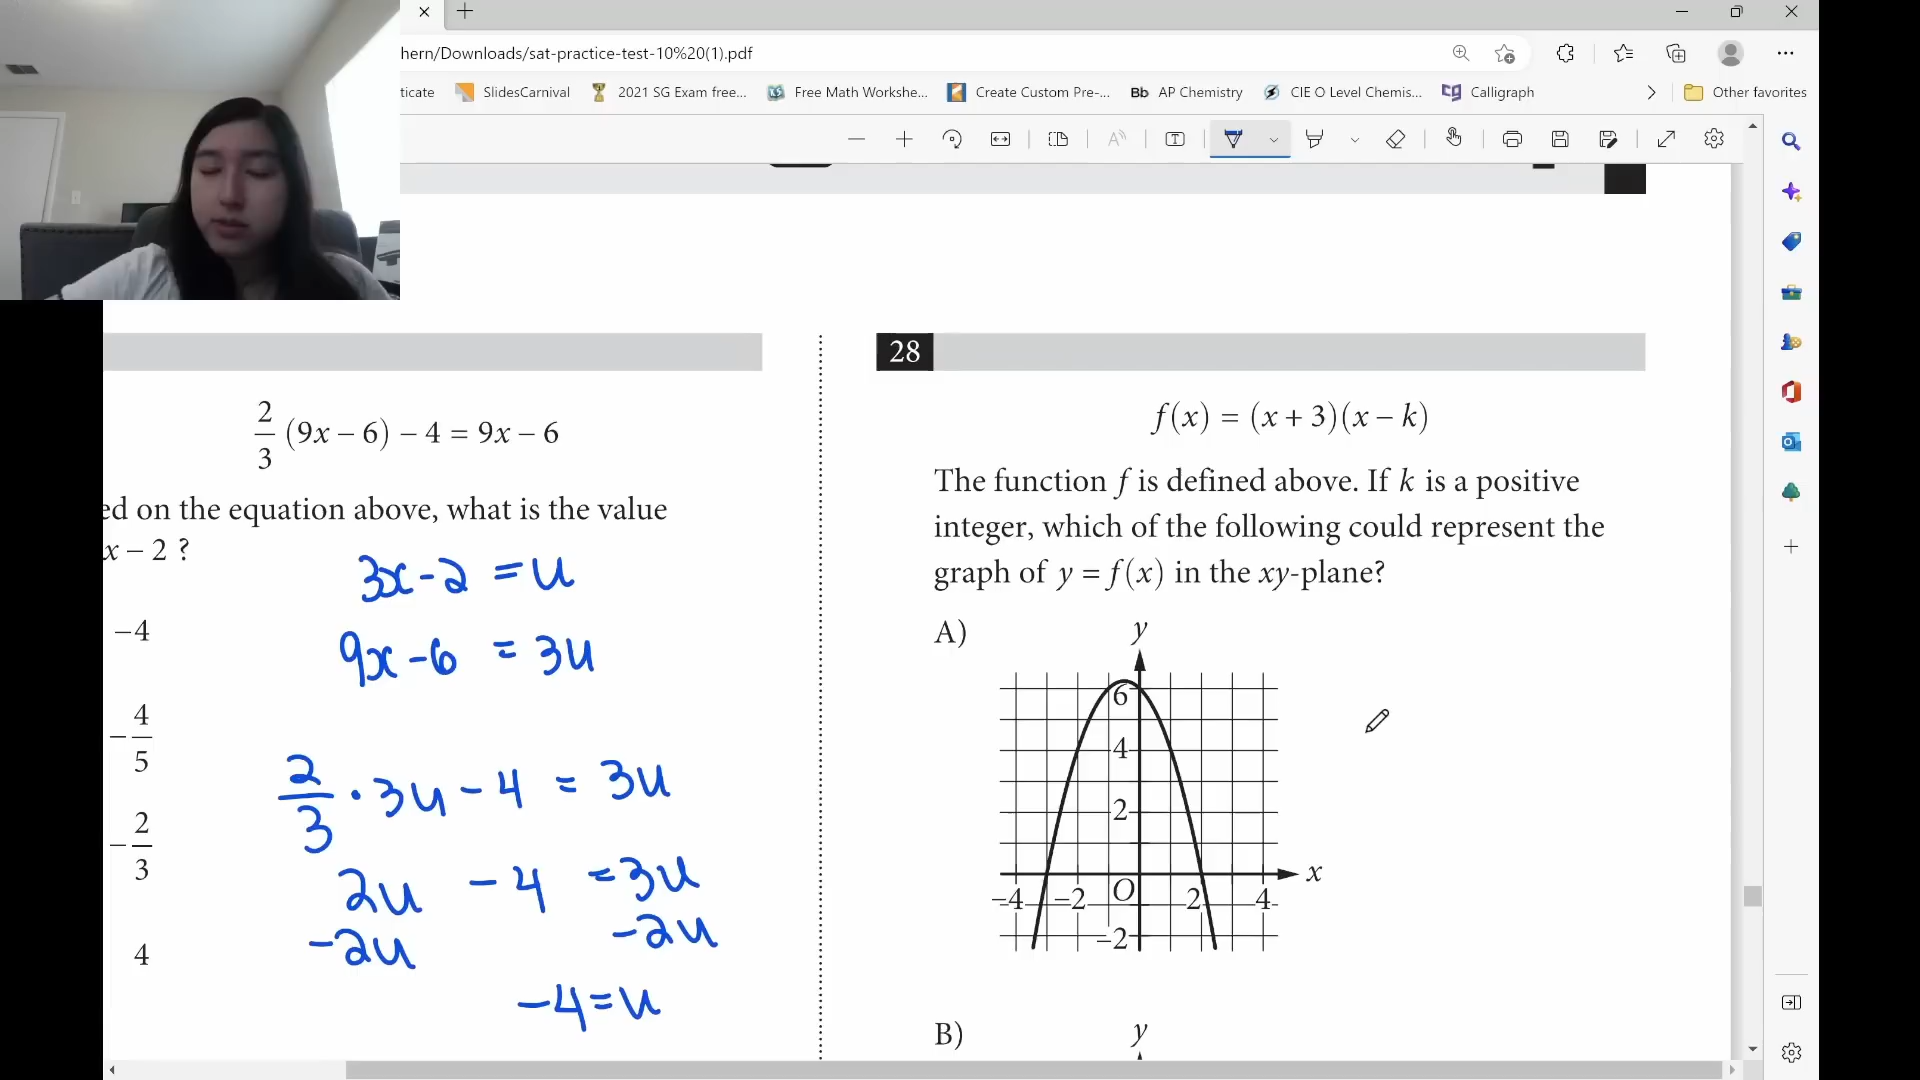 hern/Downloads/sat-practice-test-10%20(1).pdf
ticate SlidesCarnival 2021 SG Exam free... Free Math Workshe... Create Custom Pre-... Bb AP Chemistry CIE O Level Chemis... Calligraph Other favorites
2/3 (9x – 6) – 4 = 9x – 6
ed on the equation above, what is the value
x – 2 ?
3x - 2 = u
9x - 6 = 3u
–4
–4/5
–2/3
4
2/3 · 3u - 4 = 3u
2u - 4 = 3u
-2u -2u
-4 = u
28
f(x) = (x + 3)(x – k)
The function f is defined above. If k is a positive
integer, which of the following could represent the
graph of y = f(x) in the xy-plane?
A)
y
6
4
2
x
–4 –2 O 2 4
–2
B)
y